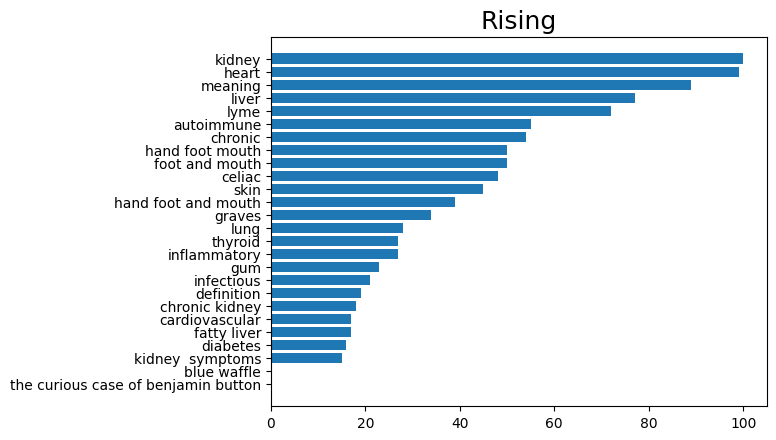 Rising
kidney
heart
meaning
liver
lyme
autoimmune
chronic
hand foot mouth
foot and mouth
celiac
skin
hand foot and mouth
graves
lung
thyroid
inflammatory
gum
infectious
definition
chronic kidney
cardiovascular
fatty liver
diabetes
kidney  symptoms
blue waffle
the curious case of benjamin button
0 20 40 60 80 100